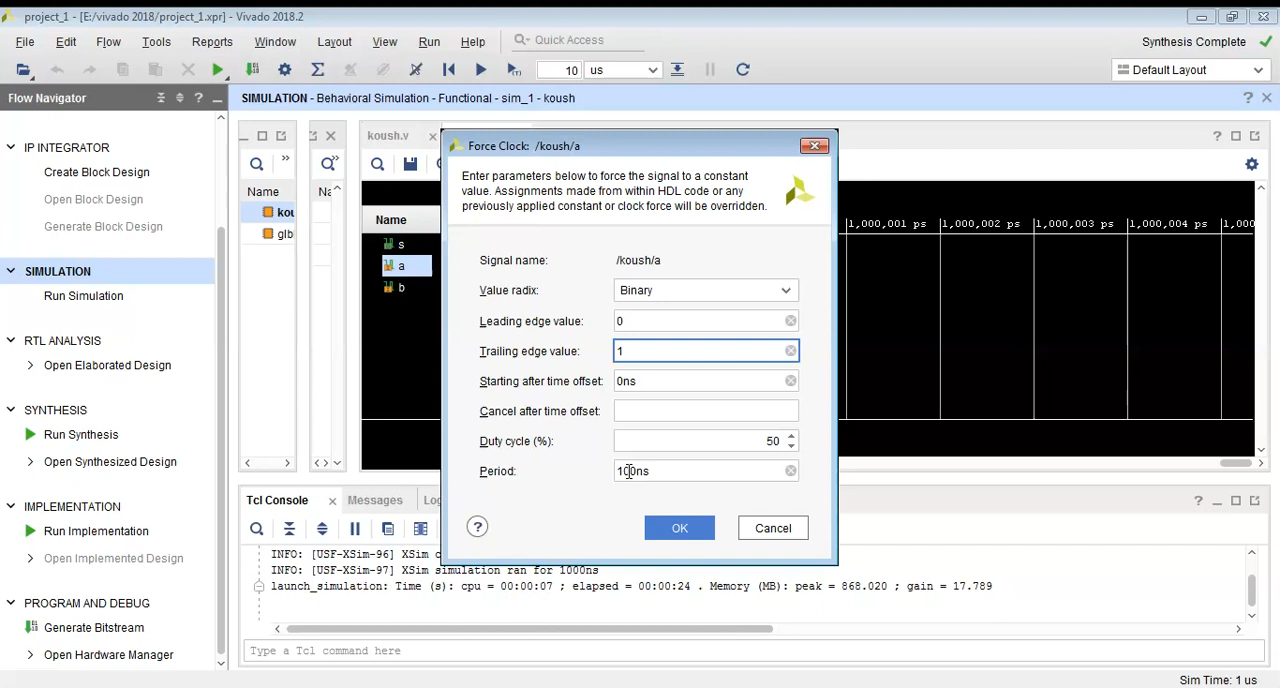 project_1 - [E:/vivado 2018/project_1.xpr] - Vivado 2018.2
File Edit Flow Tools Reports Window Layout View Run Help Quick Access
Synthesis Complete
10 us
Default Layout
Flow Navigator
SIMULATION - Behavioral Simulation - Functional - sim_1 - koush
IP INTEGRATOR
Create Block Design
Open Block Design
Generate Block Design
SIMULATION
Run Simulation
RTL ANALYSIS
Open Elaborated Design
SYNTHESIS
Run Synthesis
Open Synthesized Design
IMPLEMENTATION
Run Implementation
Open Implemented Design
PROGRAM AND DEBUG
Generate Bitstream
Open Hardware Manager
Name
kou
glb
Na
koush.v
Name
s
a
b
1,000,001 ps 1,000,002 ps 1,000,003 ps 1,000,004 ps 1,000
Force Clock: /koush/a
Enter parameters below to force the signal to a constant
value. Assignments made from within HDL code or any
previously applied constant or clock force will be overridden.
Signal name: /koush/a
Value radix: Binary
Leading edge value: 0
Trailing edge value: 1
Starting after time offset: 0ns
Cancel after time offset:
Duty cycle (%): 50
Period: 100ns
OK Cancel
Tcl Console Messages Log
INFO: [USF-XSim-96] XSim c
INFO: [USF-XSim-97] XSim simulation ran for 1000ns
launch_simulation: Time (s): cpu = 00:00:07 ; elapsed = 00:00:24 . Memory (MB): peak = 868.020 ; gain = 17.789
Type a Tcl command here
Sim Time: 1 us